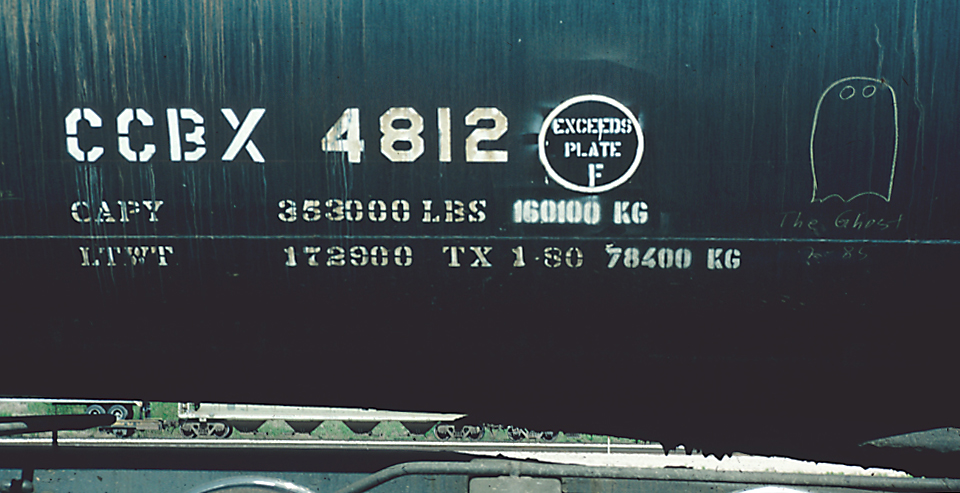 CCBX 4812
EXCEEDS
PLATE
F
CAPY 353000 LBS 160100 KG
LTWT 172900 TX 1-80 78400 KG
The Ghost